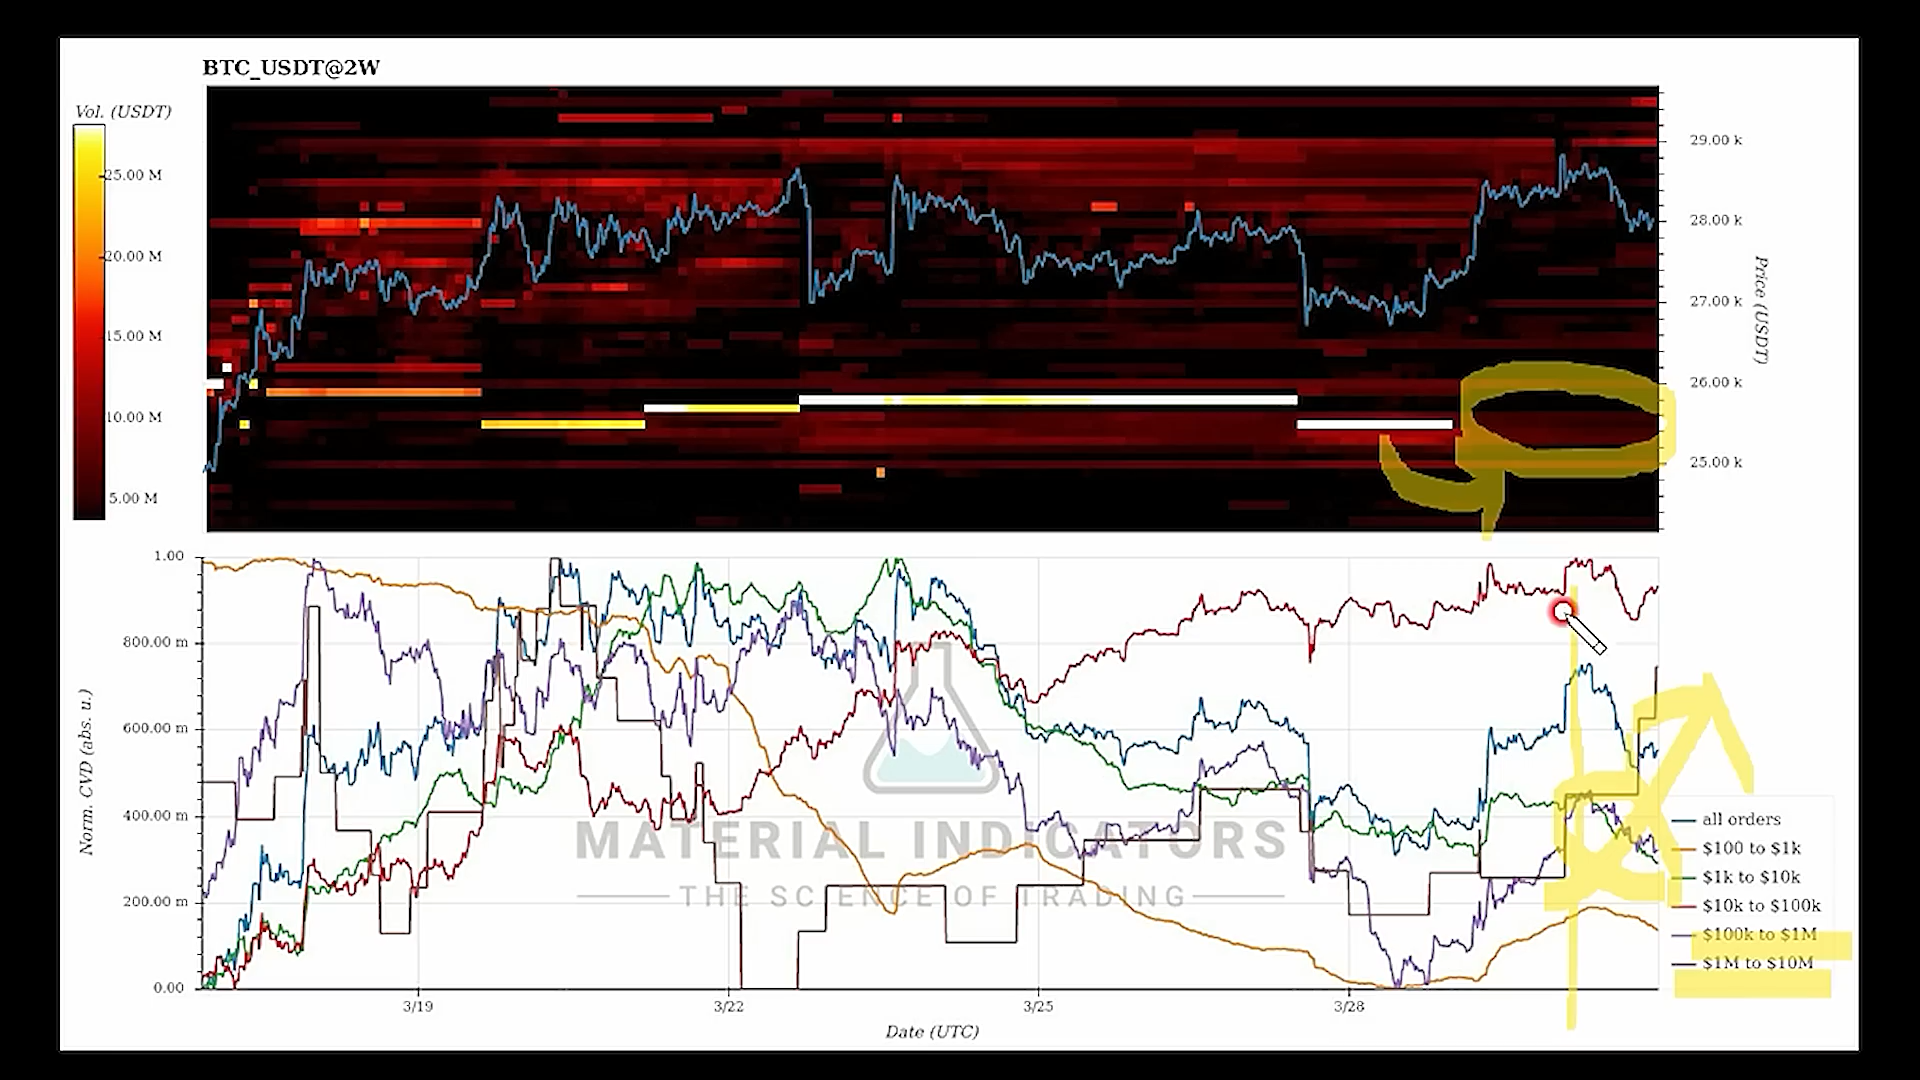 BTC_USDT@2W
Vol. (USDT)
25.00 M
20.00 M
15.00 M
10.00 M
5.00 M
29.00 k
28.00 k
27.00 k
26.00 k
25.00 k
Price (USDT)
1.00
800.00 m
600.00 m
400.00 m
200.00 m
0.00
Norm. CVD (abs. u.)
MATERIAL INDICATORS
THE SCIENCE OF TRADING
all orders
$100 to $1k
$1k to $10k
$10k to $100k
$100k to $1M
$1M to $10M
3/19
3/22
3/25
3/28
Date (UTC)